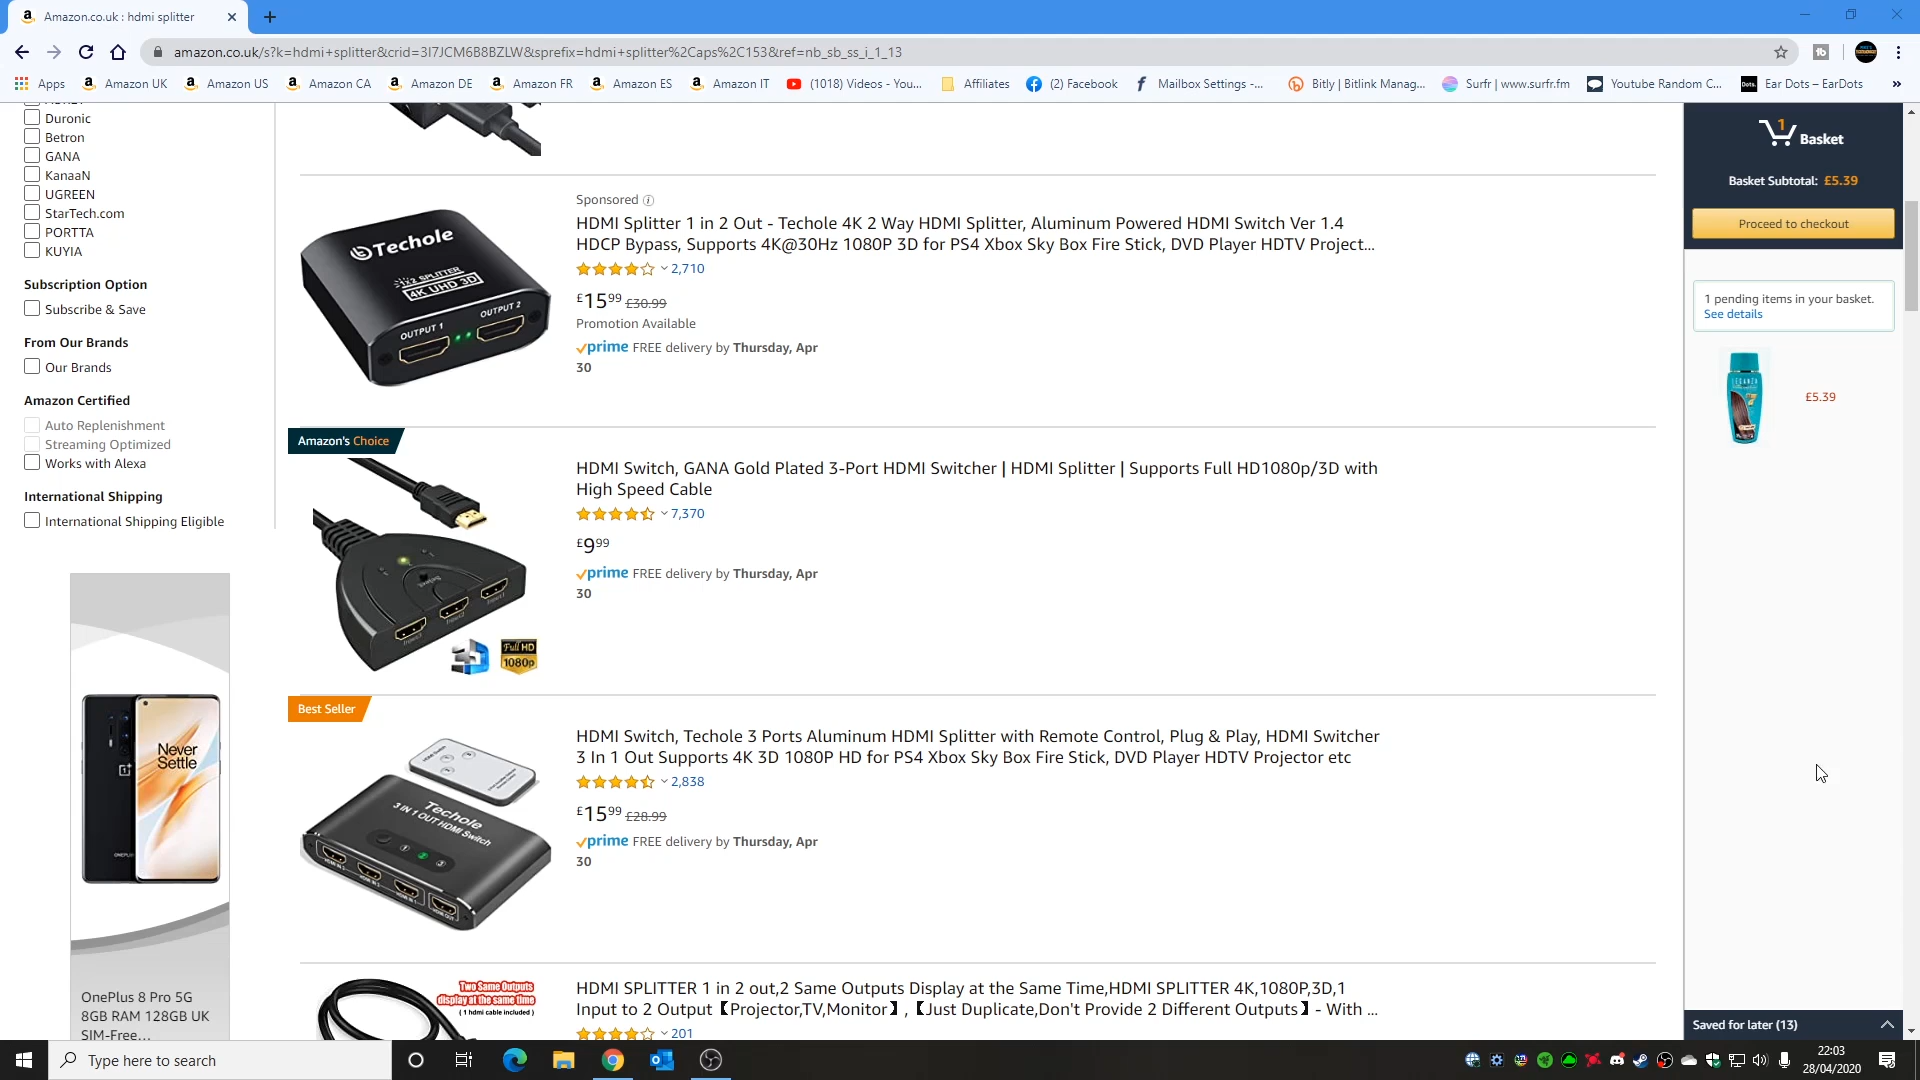 Amazon.co.uk : hdmi splitter
amazon.co.uk/s?k=hdmi+splitter&crid=3I7JCM6B8BZLW&sprefix=hdmi+splitter%2Caps%2C153&ref=nb_sb_ss_i_1_13
Apps Amazon UK Amazon US Amazon CA Amazon DE Amazon FR Amazon ES Amazon IT (1018) Videos - You... Affiliates (2) Facebook Mailbox Settings -... Bitly | Bitlink Manag... Surfr | www.surfr.fm Youtube Random C... Ear Dots – EarDots »
Duronic
Betron
GANA
KanaaN
UGREEN
StarTech.com
PORTTA
KUYIA
Subscription Option
Subscribe & Save
From Our Brands
Our Brands
Amazon Certified
Auto Replenishment
Streaming Optimized
Works with Alexa
International Shipping
International Shipping Eligible
Never
Settle
OnePlus 8 Pro 5G
8GB RAM 128GB UK
SIM-Free...
Techole
1x2 SPLITTER
4K UHD 3D
OUTPUT 1 OUTPUT 2
Sponsored
HDMI Splitter 1 in 2 Out - Techole 4K 2 Way HDMI Splitter, Aluminum Powered HDMI Switch Ver 1.4
HDCP Bypass, Supports 4K@30Hz 1080P 3D for PS4 Xbox Sky Box Fire Stick, DVD Player HDTV Project...
2,710
£15.99 £30.99
Promotion Available
prime FREE delivery by Thursday, Apr
30
Amazon's Choice
Full HD
1080p
HDMI Switch, GANA Gold Plated 3-Port HDMI Switcher | HDMI Splitter | Supports Full HD1080p/3D with
High Speed Cable
7,370
£9.99
prime FREE delivery by Thursday, Apr
30
Best Seller
Techole
3 IN 1 OUT HDMI Switch
HDMI Switch, Techole 3 Ports Aluminum HDMI Splitter with Remote Control, Plug & Play, HDMI Switcher
3 In 1 Out Supports 4K 3D 1080P HD for PS4 Xbox Sky Box Fire Stick, DVD Player HDTV Projector etc
2,838
£15.99 £28.99
prime FREE delivery by Thursday, Apr
30
Two Same Outputs
display at the same time
( 1 hdmi cable included )
HDMI SPLITTER 1 in 2 out,2 Same Outputs Display at the Same Time,HDMI SPLITTER 4K,1080P,3D,1
Input to 2 Output【Projector,TV,Monitor】,【Just Duplicate,Don't Provide 2 Different Outputs】- With ...
201
1 Basket
Basket Subtotal: £5.39
Proceed to checkout
1 pending items in your basket.
See details
£5.39
Saved for later (13)
Type here to search
22:03
28/04/2020